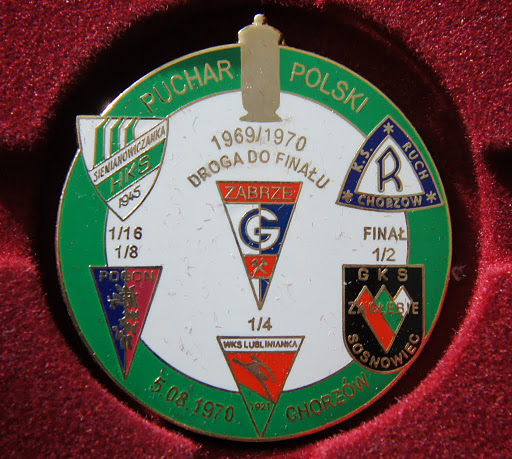 PUCHAR POLSKI
1969/1970
DROGA DO FINAŁU
SIEMIANOWICZANKA
HKS
1945
K.S. RUCH
R
CHORZÓW
ZABRZE
G
1/16
1/8
FINAŁ
1/2
POGOŃ
GKS
ZAGŁĘBIE
SOSNOWIEC
1/4
WKS LUBLINIANKA
1921
5.08.1970 CHORZÓW